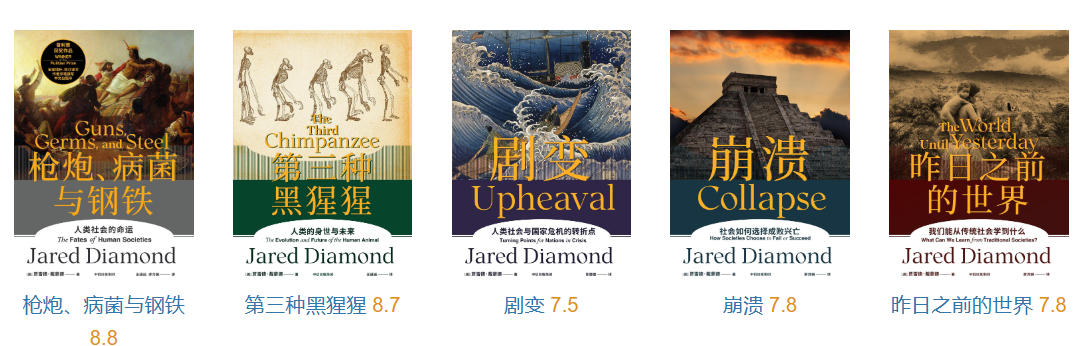 Guns,
Germs, and Steel
枪炮、病菌
与钢铁
人类社会的命运
The Fates of Human Societies
Jared Diamond
The
Third
Chimpanzee
第三种
黑猩猩
人类的身世与未来
The Evolution and Future of the Human Animal
Jared Diamond
剧变
Upheaval
人类社会与国家危机的转折点
Turning Points for Nations in Crisis
Jared Diamond
崩溃
Collapse
社会如何选择成败兴亡
How Societies Choose to Fail or Succeed
Jared Diamond
The World
Until Yesterday
昨日之前
的世界
我们能从传统社会学到什么
What Can We Learn from Traditional Societies?
Jared Diamond
枪炮、病菌与钢铁
8.8
第三种黑猩猩 8.7
剧变 7.5
崩溃 7.8
昨日之前的世界 7.8